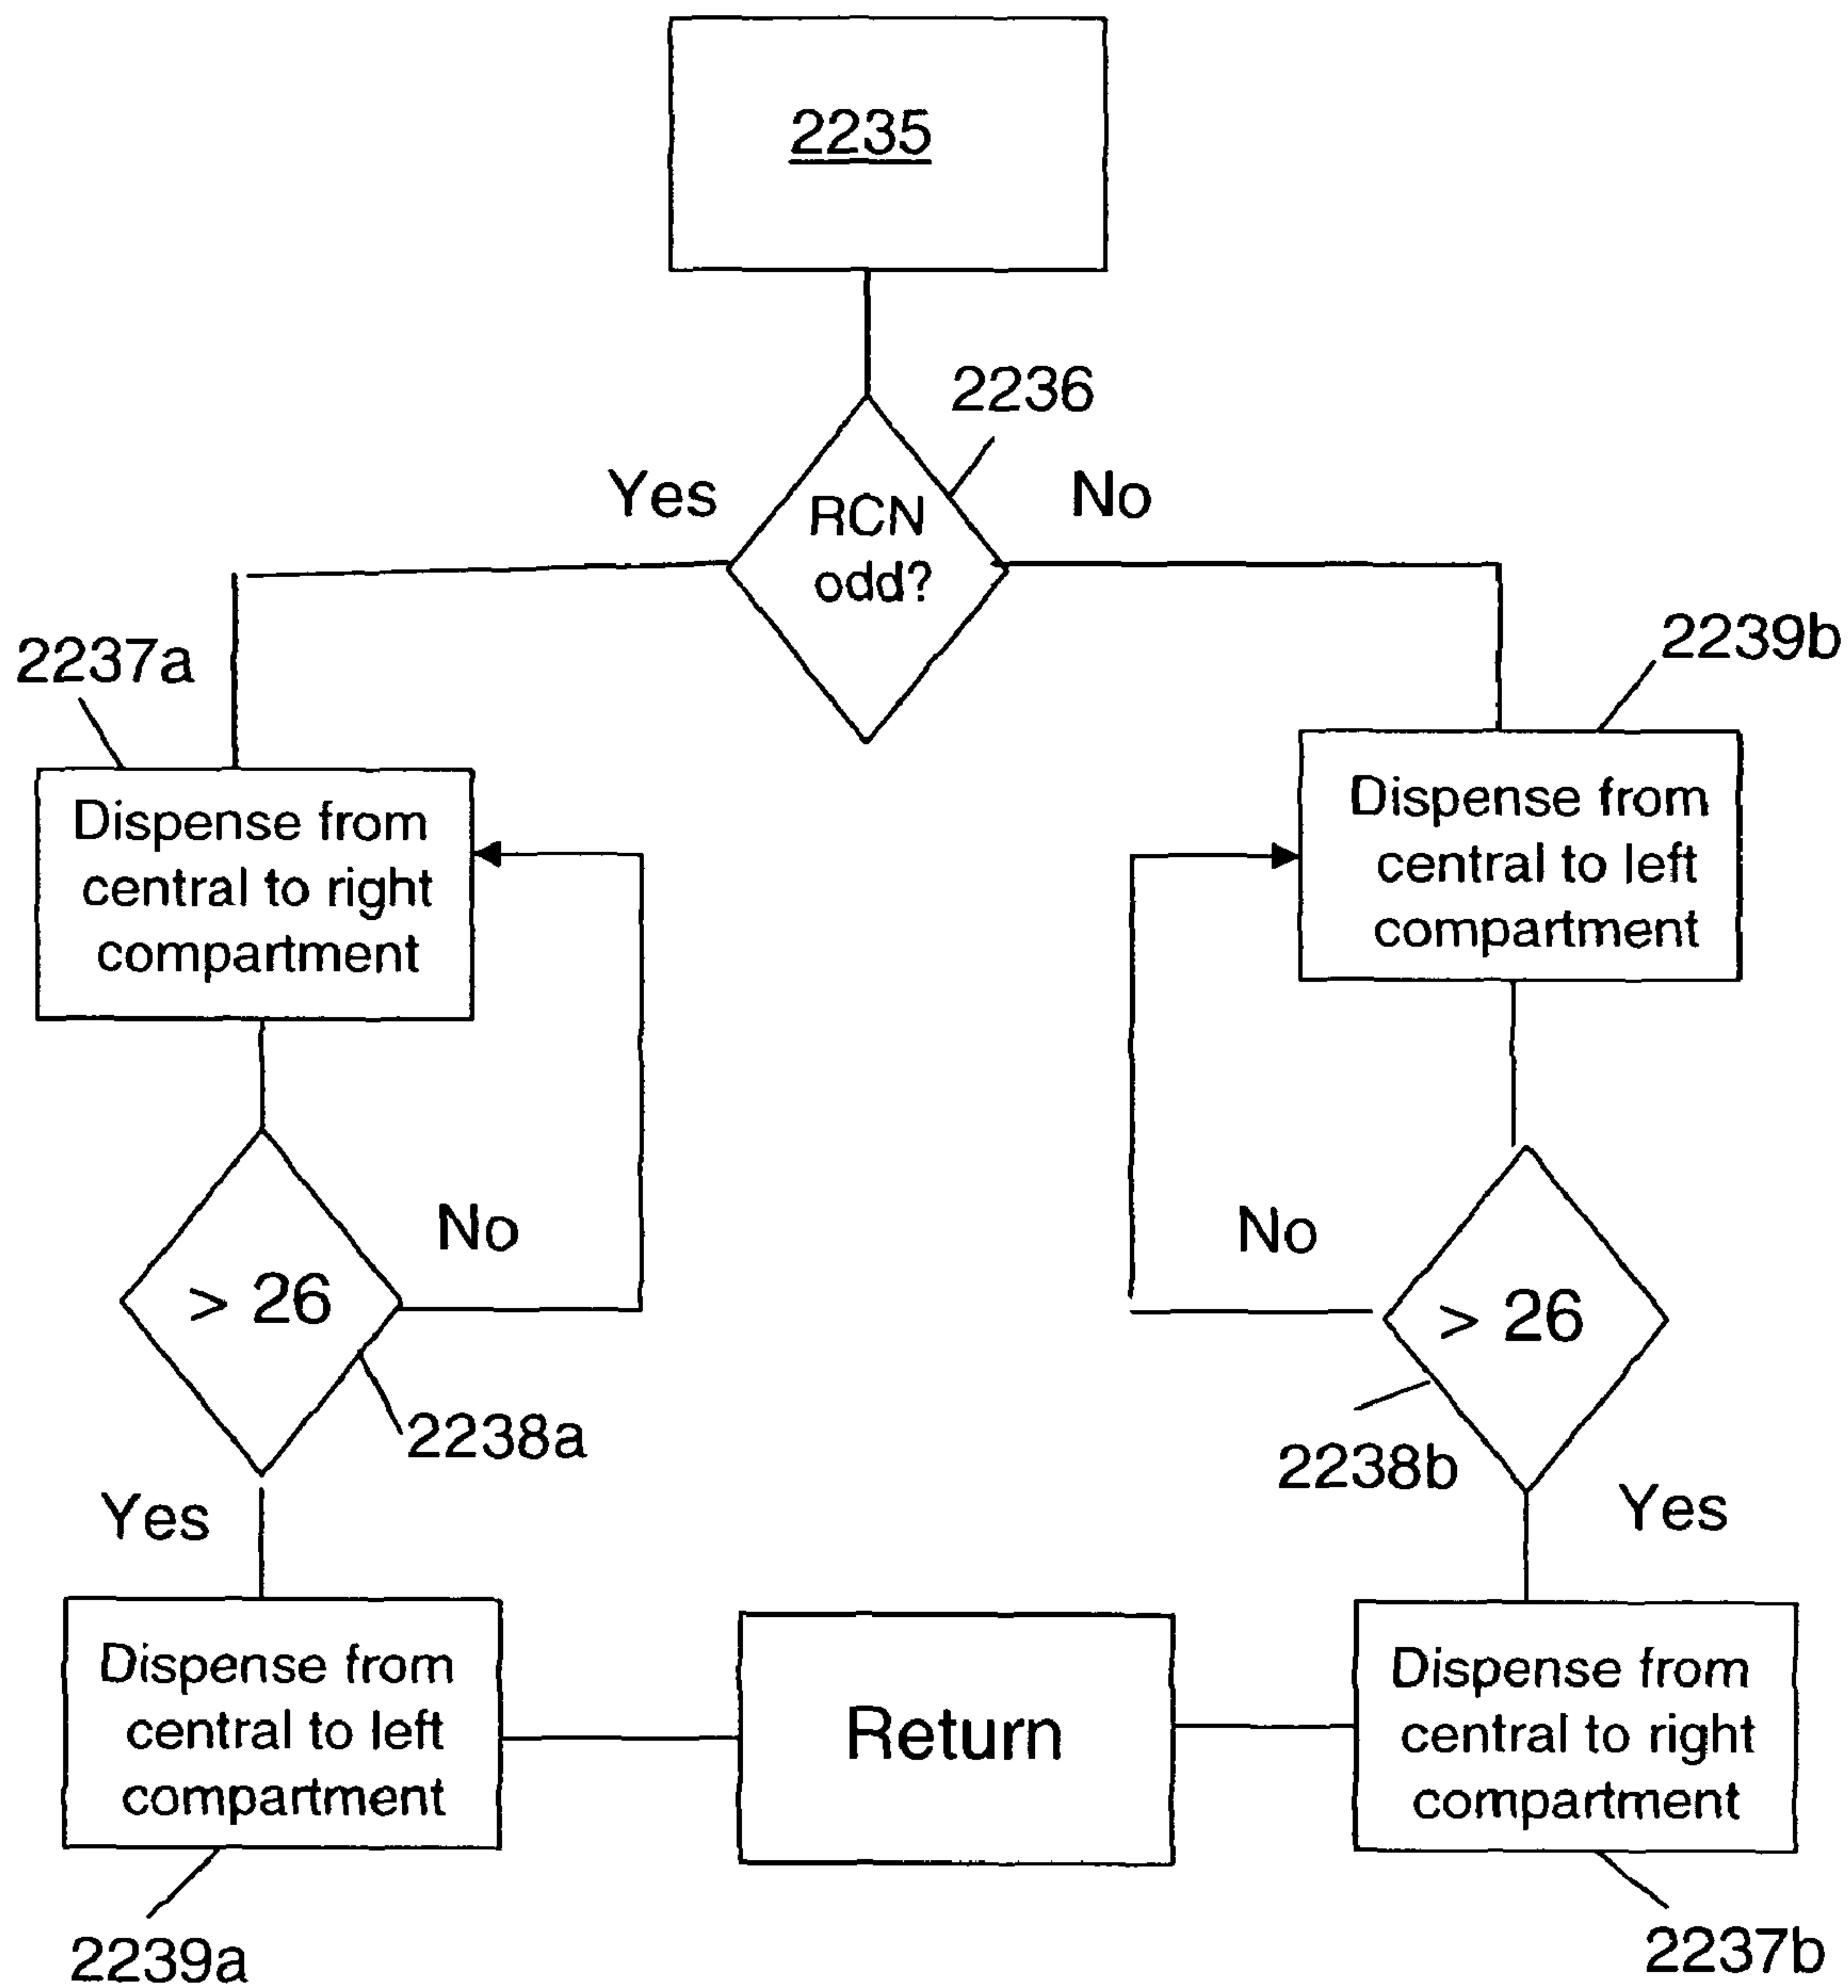 2235
2236
Yes
No
RCN
odd?
2237a
2239b
Dispense from
central to right
compartment
Dispense from
central to left
compartment
No
No
> 26
> 26
2238a
2238b
Yes
Yes
Dispense from
central to left
compartment
Return
Dispense from
central to right
compartment
2239a
2237b